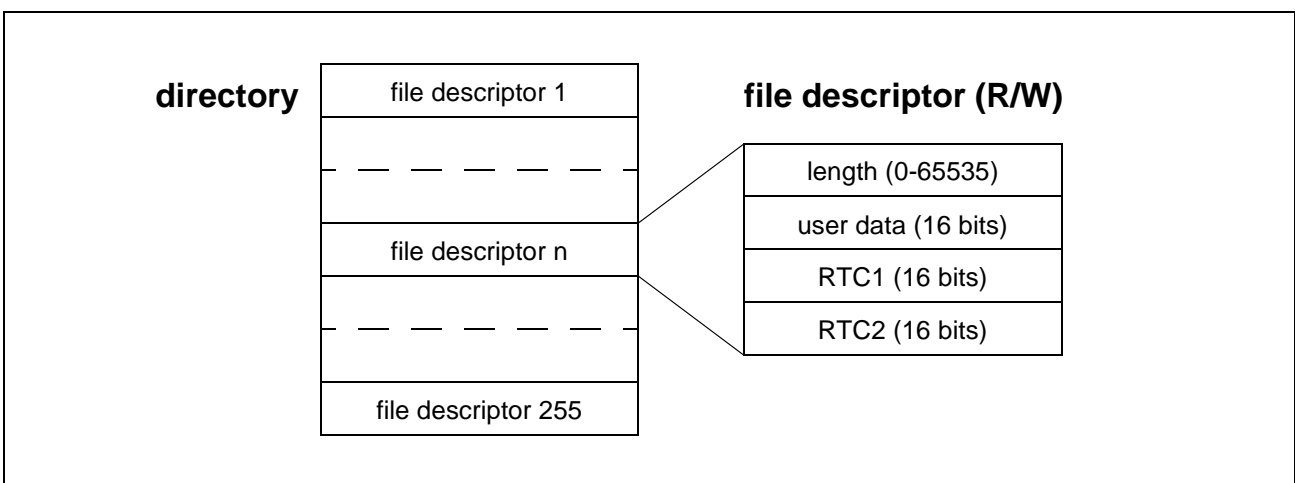 directory
file descriptor 1
file descriptor n
file descriptor 255
file descriptor (R/W)
length (0-65535)
user data (16 bits)
RTC1 (16 bits)
RTC2 (16 bits)